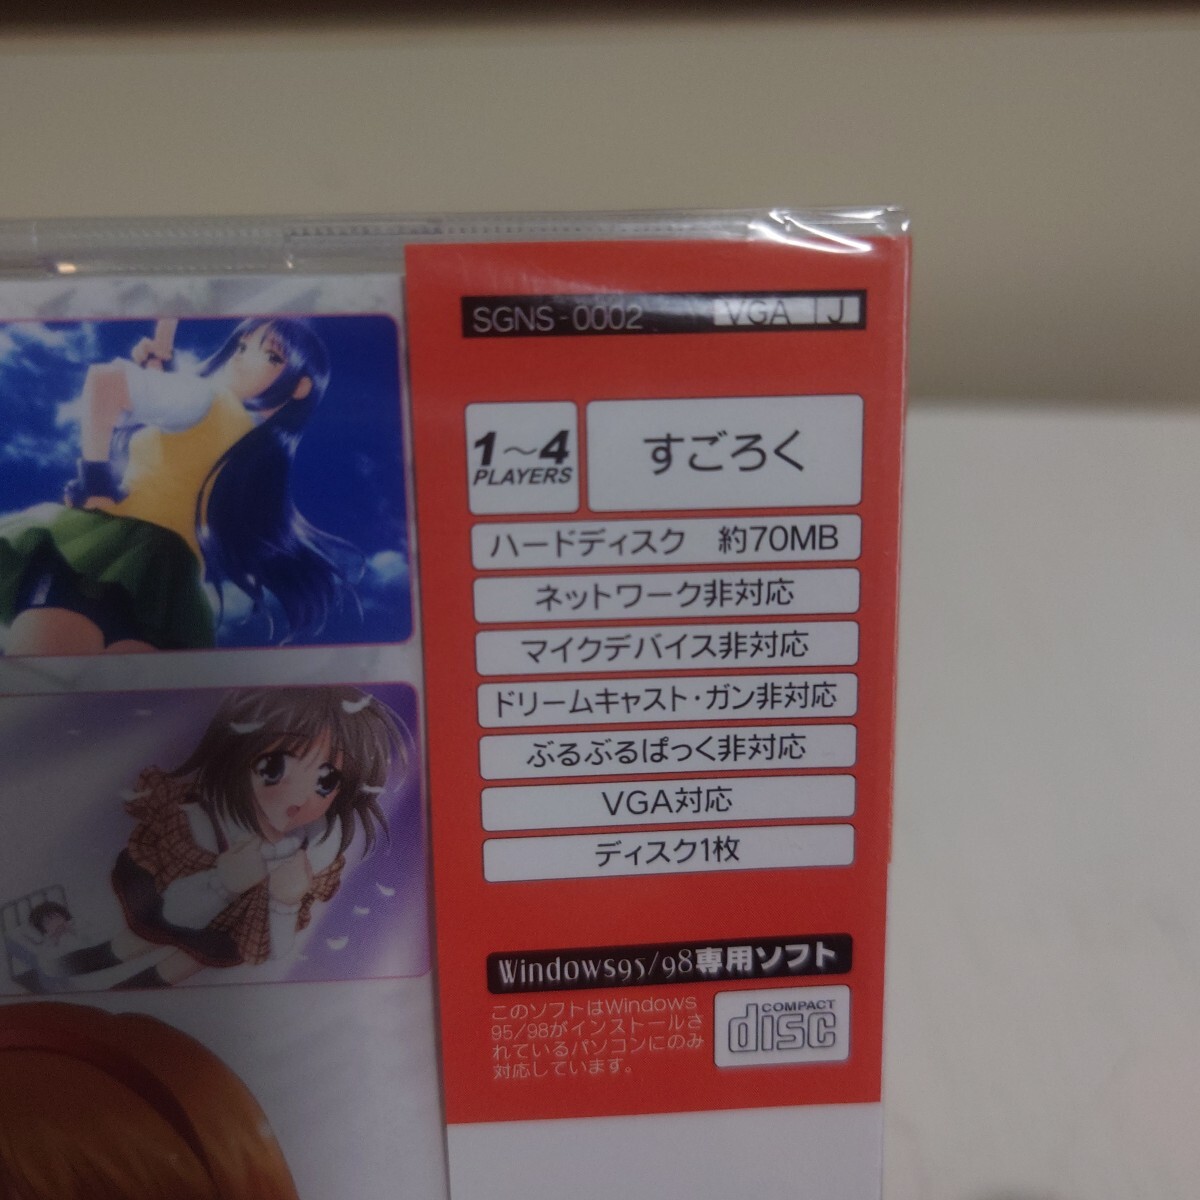 SGNS-0002 VGA J
1～4
PLAYERS
すごろく
ハードディスク 約70MB
ネットワーク非対応
マイクデバイス非対応
ドリームキャスト・ガン非対応
ぶるぶるぱっく非対応
VGA対応
ディスク1枚
Windows95/98専用ソフト
このソフトはWindows
95/98がインストールさ
れているパソコンにのみ
対応しています。
COMPACT
disc